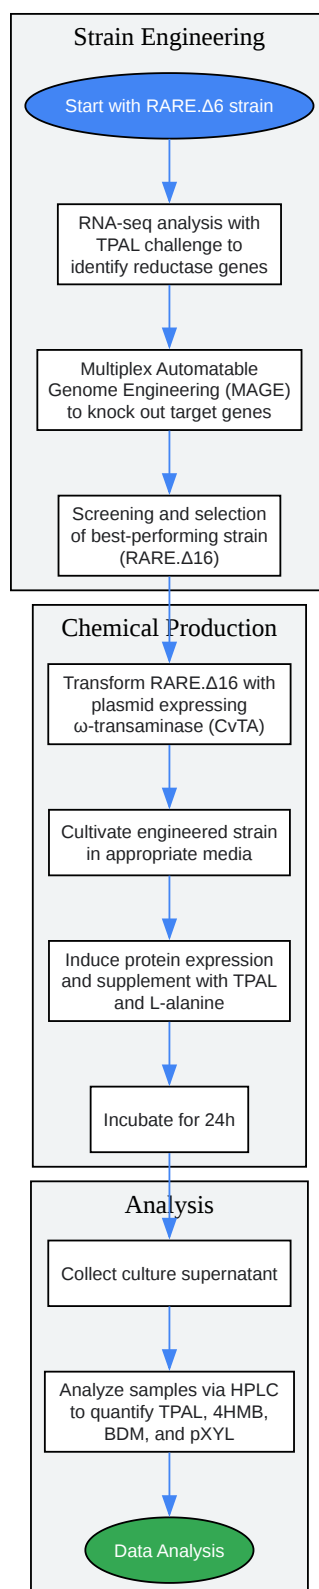 Strain Engineering
Start with RARE.Δ6 strain
RNA-seq analysis with
TPAL challenge to
identify reductase genes
Multiplex Automatable
Genome Engineering (MAGE)
to knock out target genes
Screening and selection
of best-performing strain
(RARE.Δ16)
Chemical Production
Transform RARE.Δ16 with
plasmid expressing
ω-transaminase (CvTA)
Cultivate engineered strain
in appropriate media
Induce protein expression
and supplement with TPAL
and L-alanine
Incubate for 24h
Analysis
Collect culture supernatant
Analyze samples via HPLC
to quantify TPAL, 4HMB,
BDM, and pXYL
Data Analysis